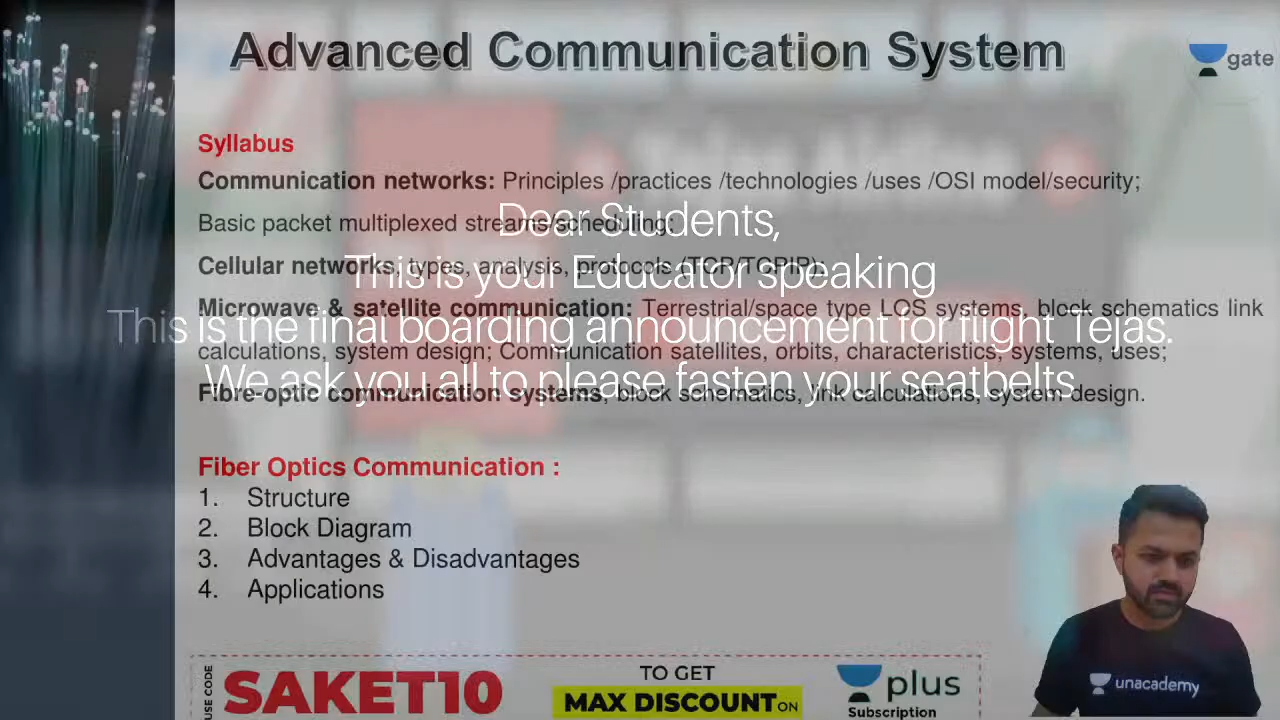 Advanced Communication System
gate
Syllabus
Communication networks: Principles /practices /technologies /uses /OSI model/security;
Basic packet multiplexed streams/scheduling;
Dear Students,
Cellular networks, types, analysis, protocols (TCP/TCPIP);
This is your Educator speaking
Microwave & satellite communication: Terrestrial/space type LOS systems, block schematics link
This is the final boarding announcement for flight Tejas.
calculations, system design; Communication satellites, orbits, characteristics, systems, uses;
We ask you all to please fasten your seatbelts
Fibre-optic communication systems, block schematics, link calculations, system design.
Fiber Optics Communication :
1. Structure
2. Block Diagram
3. Advantages & Disadvantages
4. Applications
USE CODE
SAKET10
TO GET
MAX DISCOUNT ON
plus
Subscription
unacademy